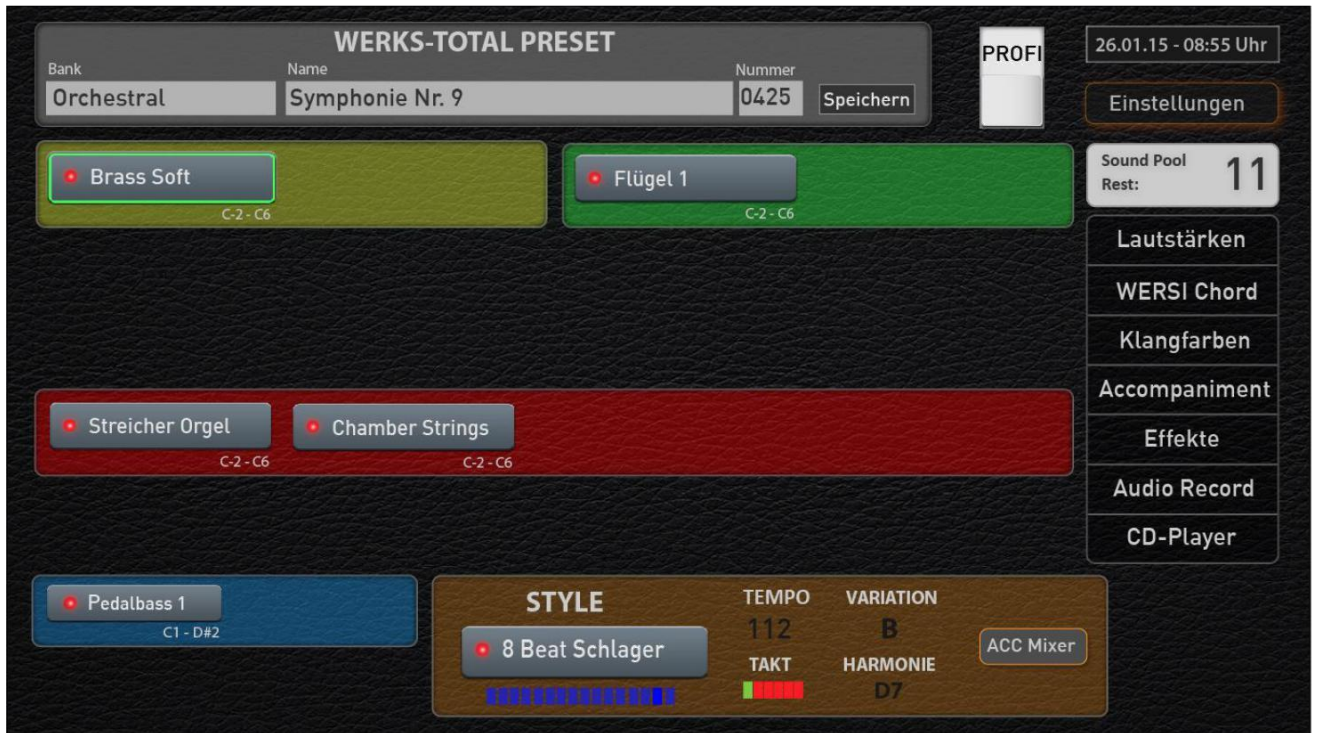 WERKS-TOTAL PRESET
Bank Name Nummer
Orchestral Symphonie Nr. 9 0425 Speichern
PROFI
26.01.15 - 08:55 Uhr
Einstellungen
Brass Soft
C-2 - C6
Flügel 1
C-2 - C6
Sound Pool
Rest: 11
Lautstärken
WERSI Chord
Klangfarben
Accompaniment
Effekte
Audio Record
CD-Player
Streicher Orgel
C-2 - C6
Chamber Strings
C-2 - C6
Pedalbass 1
C1 - D#2
STYLE
8 Beat Schlager
TEMPO
112
TAKT
VARIATION
B
HARMONIE
D7
ACC Mixer